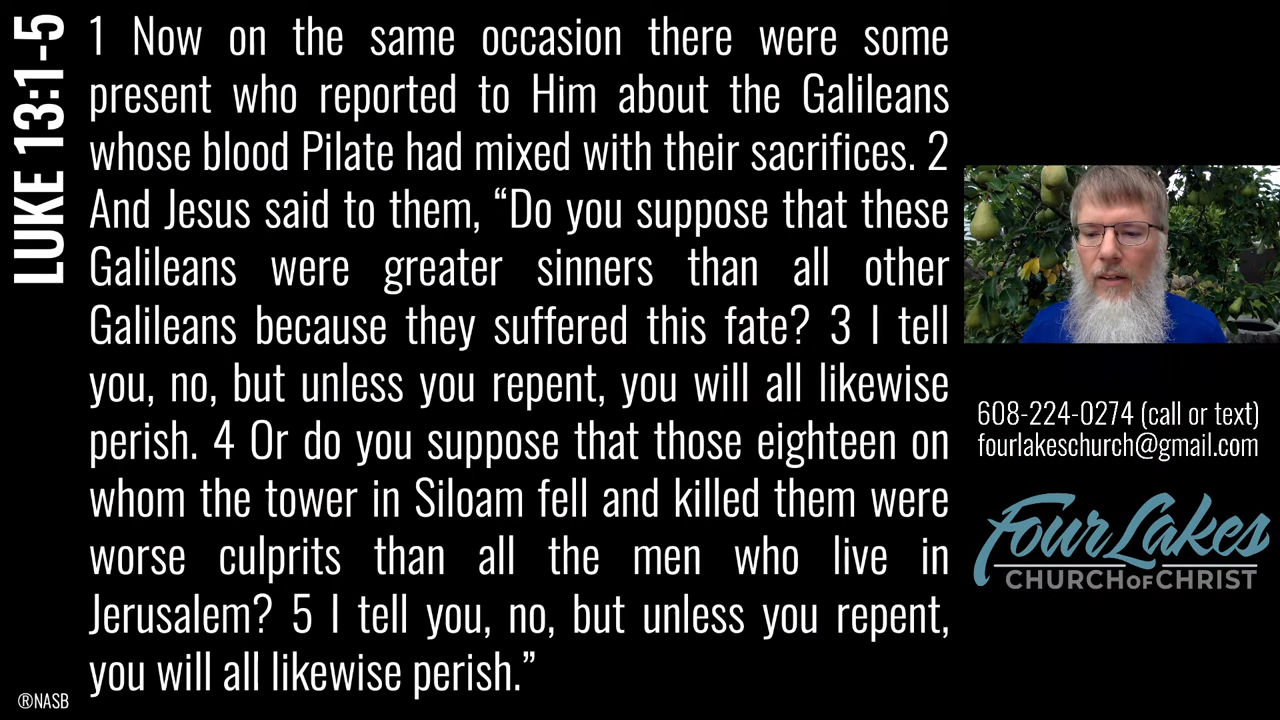 LUKE 13:1-5
1 Now on the same occasion there were some
present who reported to Him about the Galileans
whose blood Pilate had mixed with their sacrifices. 2
And Jesus said to them, “Do you suppose that these
Galileans were greater sinners than all other
Galileans because they suffered this fate? 3 I tell
you, no, but unless you repent, you will all likewise
perish. 4 Or do you suppose that those eighteen on
whom the tower in Siloam fell and killed them were
worse culprits than all the men who live in
Jerusalem? 5 I tell you, no, but unless you repent,
you will all likewise perish.”
®NASB
608-224-0274 (call or text)
fourlakeschurch@gmail.com
Four Lakes
CHURCH OF CHRIST